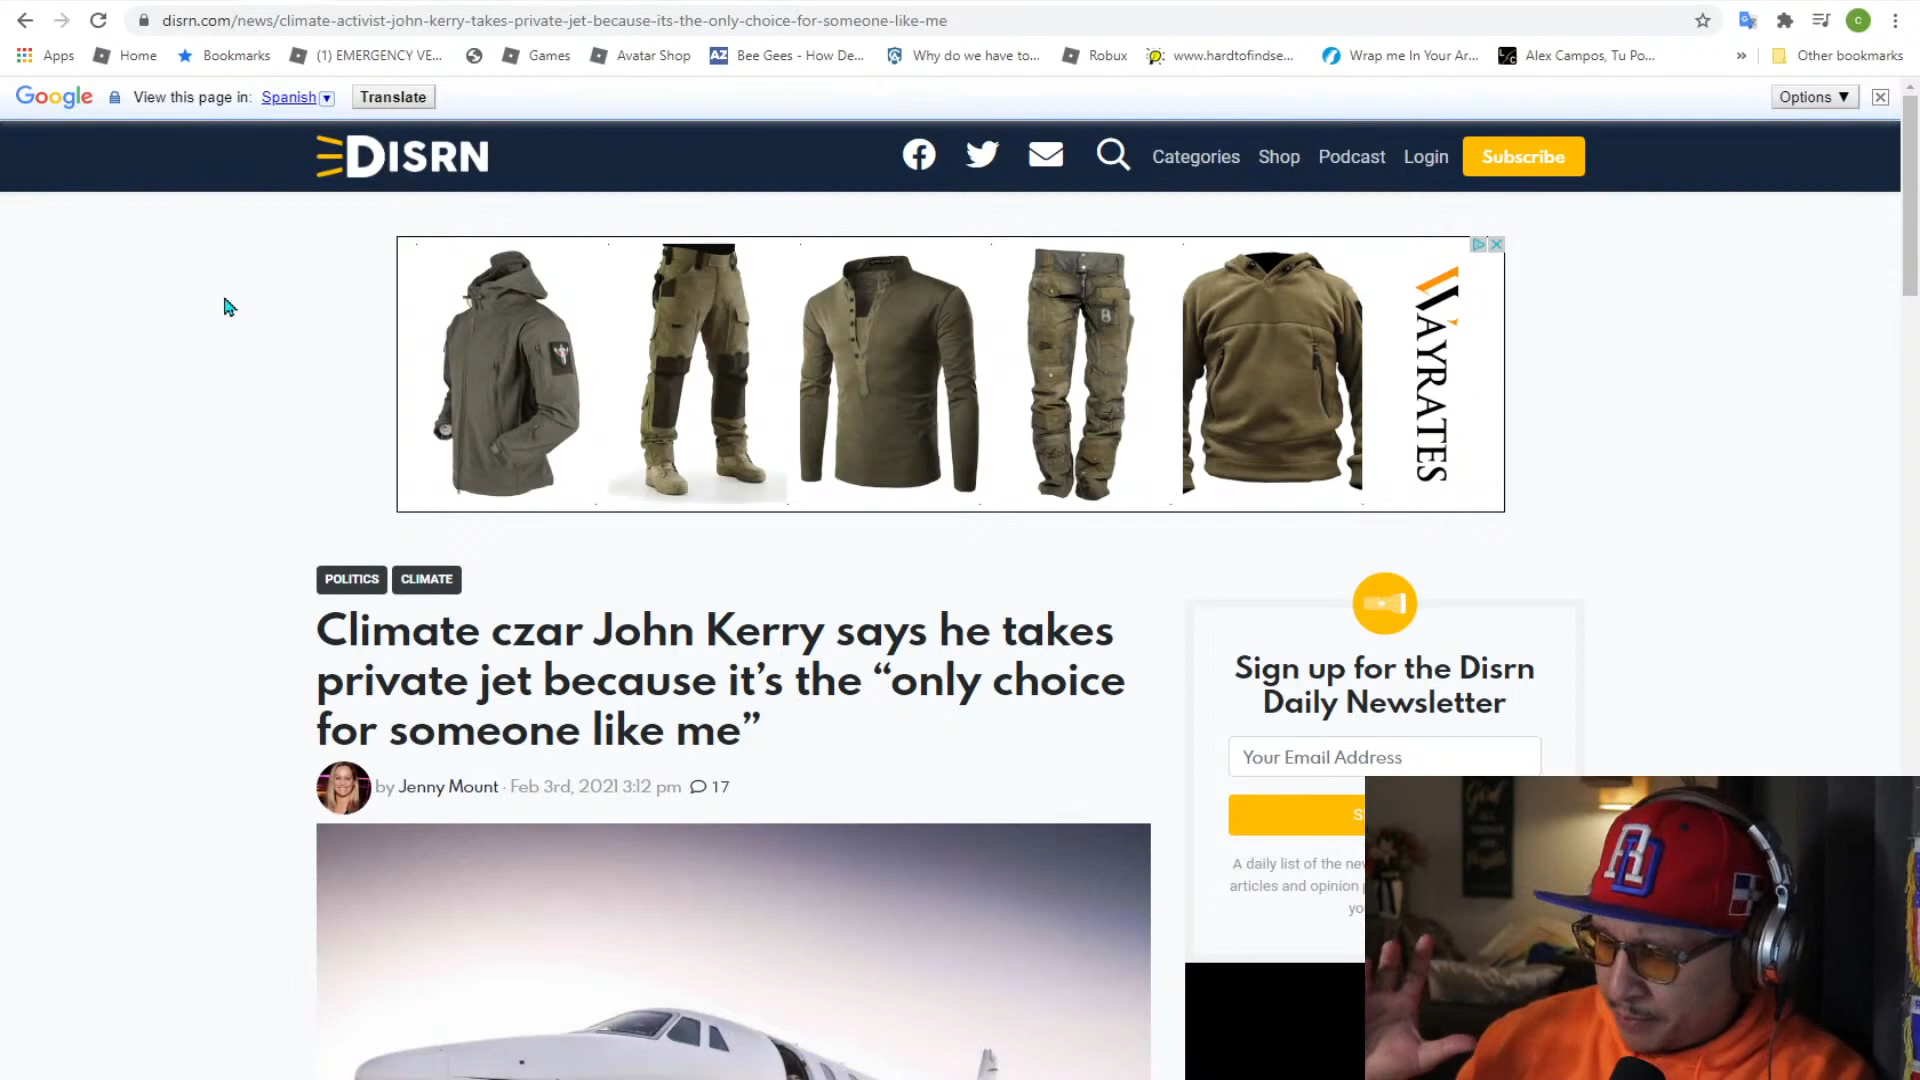 disrn.com/news/climate-activist-john-kerry-takes-private-jet-because-its-the-only-choice-for-someone-like-me
C
Apps Home Bookmarks (1) EMERGENCY VE... Games Avatar Shop AZ Bee Gees - How De... Why do we have to... Robux www.hardtofindse... Wrap me In Your Ar... Alex Campos, Tu Po... » Other bookmarks
Google View this page in: Spanish Translate Options ▼
DISRN Categories Shop Podcast Login Subscribe
WAYRATES
POLITICS CLIMATE
Climate czar John Kerry says he takes
private jet because it's the “only choice
for someone like me”
by Jenny Mount · Feb 3rd, 2021 3:12 pm 17
Sign up for the Disrn
Daily Newsletter
Your Email Address
S
A daily list of the ne
articles and opinion
yo